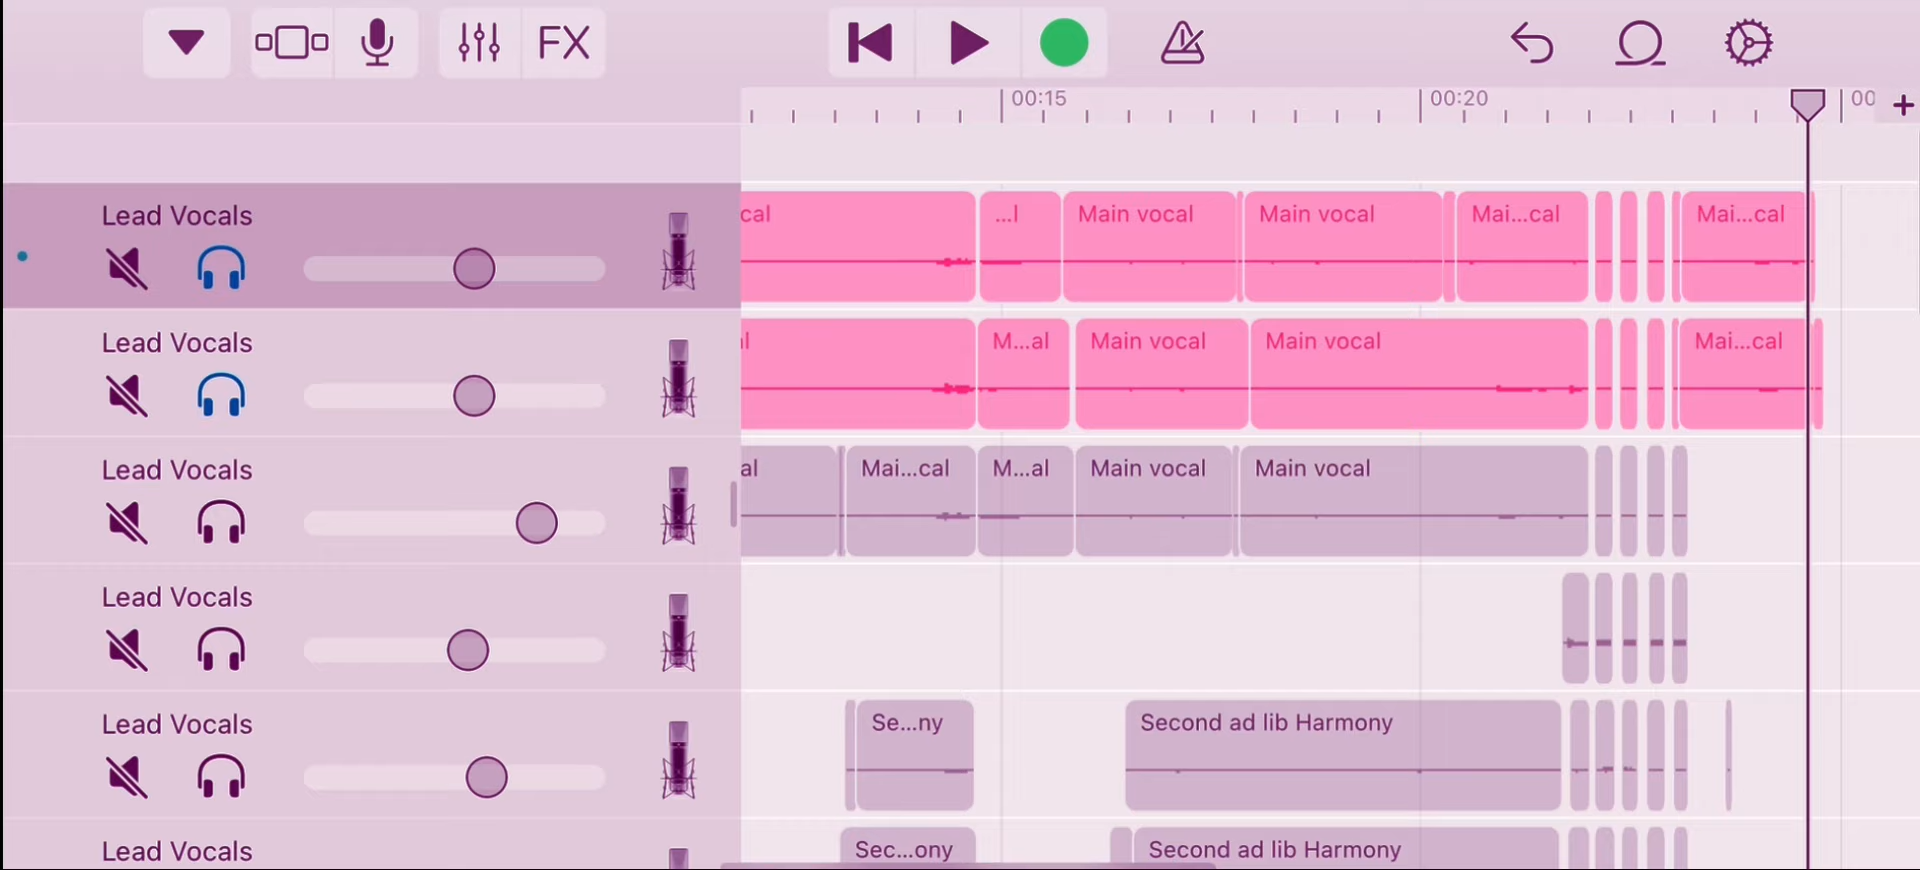 FX
00:15 00:20 00
Lead Vocals cal ...l Main vocal Main vocal Mai...cal Mai...cal
Lead Vocals al M...al Main vocal Main vocal Mai...cal
Lead Vocals al Mai...cal M...al Main vocal Main vocal
Lead Vocals
Lead Vocals Se...ny Second ad lib Harmony
Lead Vocals Sec...ony Second ad lib Harmony